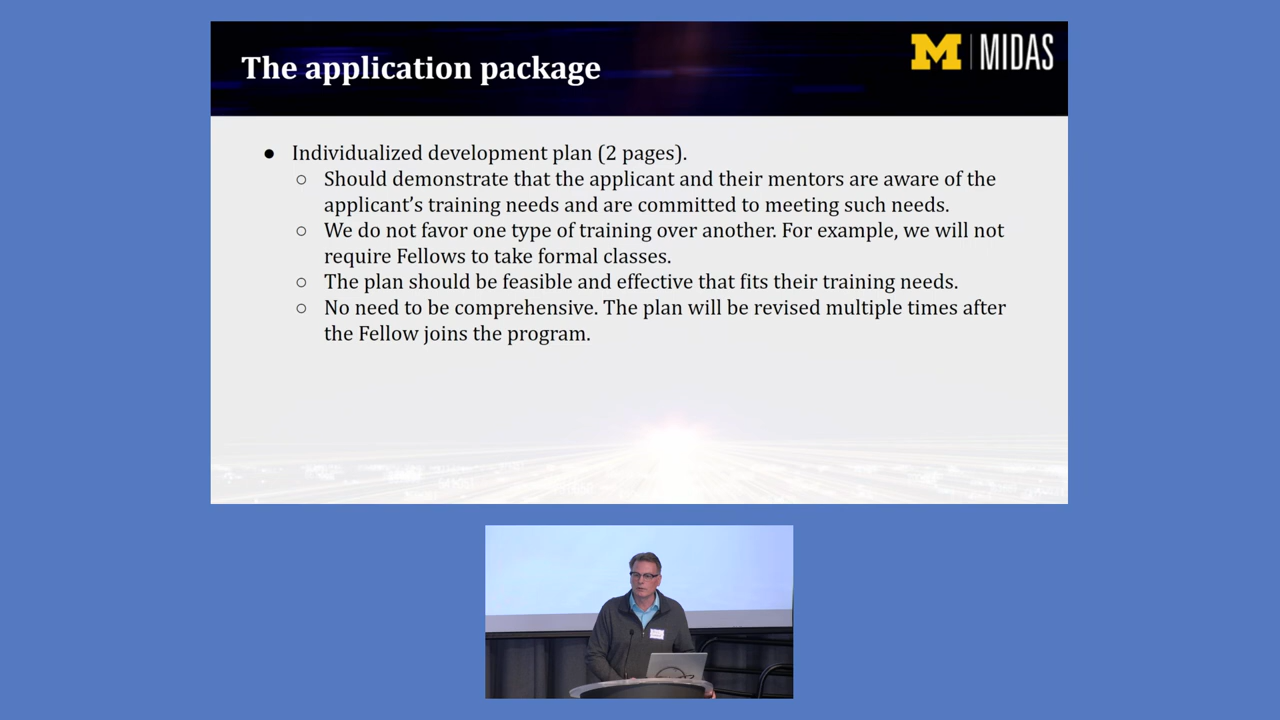 The application package
M | MIDAS
● Individualized development plan (2 pages).
○ Should demonstrate that the applicant and their mentors are aware of the
applicant’s training needs and are committed to meeting such needs.
○ We do not favor one type of training over another. For example, we will not
require Fellows to take formal classes.
○ The plan should be feasible and effective that fits their training needs.
○ No need to be comprehensive. The plan will be revised multiple times after
the Fellow joins the program.